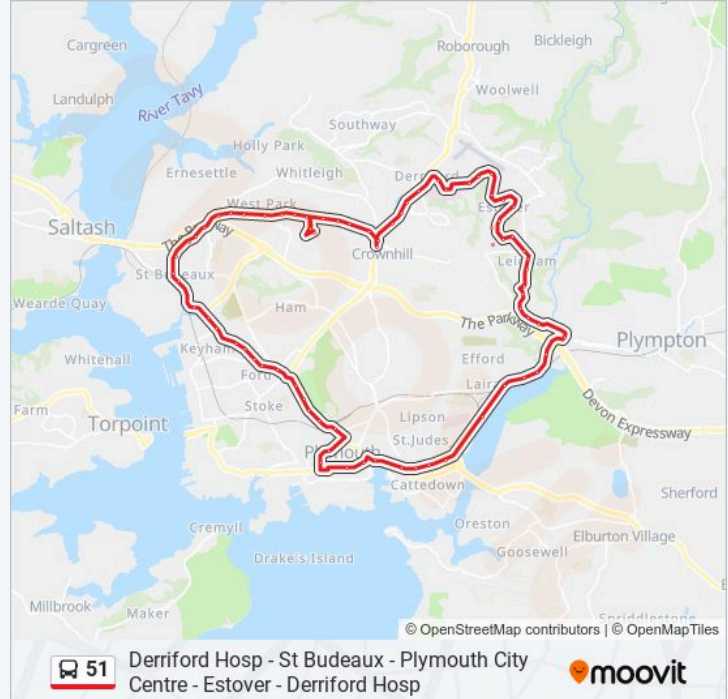 Cargreen
Bickleigh
Roborough
Landulph
Woolwell
River Tavy
Southway
Holly Park
Ernesettle
Whitleigh
West Park
Saltash
The Parkway
Crownhill
St Budeaux
Leigham
Wearde Quay
Ham
The Parkway
Plympton
Whitehall
Keyham
Efford
Ford
Farm
Torpoint
Stoke
Lipson
Devon Expressway
St.Judes
Plymouth
Cattedown
Sherford
Cremyll
Oreston
Elburton Village
Goosewell
Drake's Island
Millbrook
Maker
© OpenStreetMap contributors | © OpenMapTiles
51
Derriford Hosp - St Budeaux - Plymouth City
Centre - Estover - Derriford Hosp
moovit